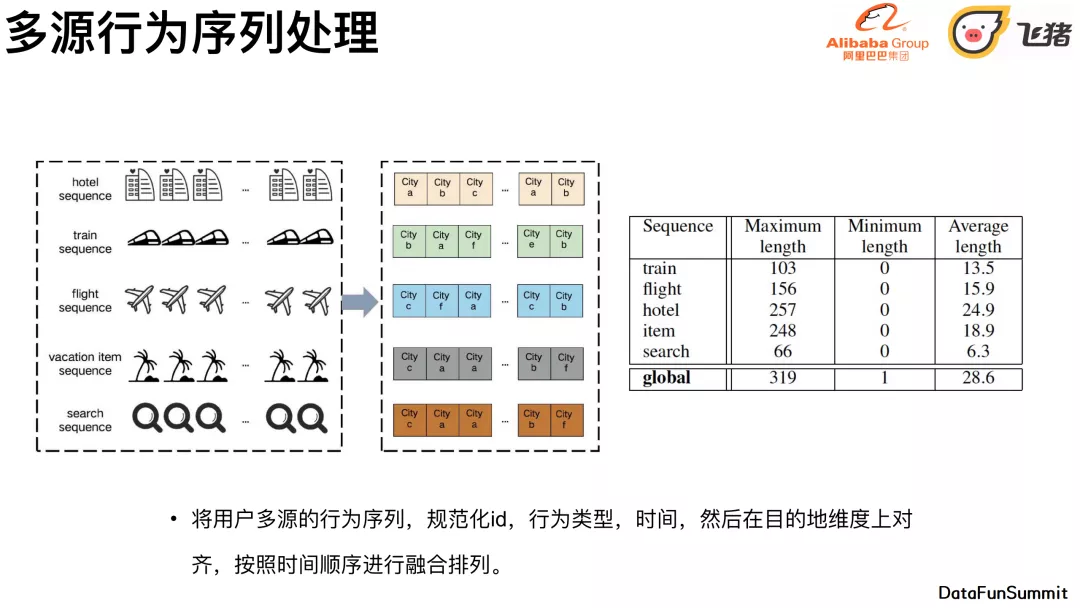 多源行为序列处理
Alibaba Group
阿里巴巴集团
飞猪
hotel
sequence
...
City a City b City c ... City a City b
train
sequence
...
City b City a City f ... City e City b
flight
sequence
...
City c City f City a ... City c City b
vacation item
sequence
...
City c City a City a ... City b City f
search
sequence
...
City c City a City a ... City b City f
Sequence Maximum length Minimum length Average length
train 103 0 13.5
flight 156 0 15.9
hotel 257 0 24.9
item 248 0 18.9
search 66 0 6.3
global 319 1 28.6
• 将用户多源的行为序列，规范化id，行为类型，时间，然后在目的地维度上对
齐，按照时间顺序进行融合排列。
DataFunSummit